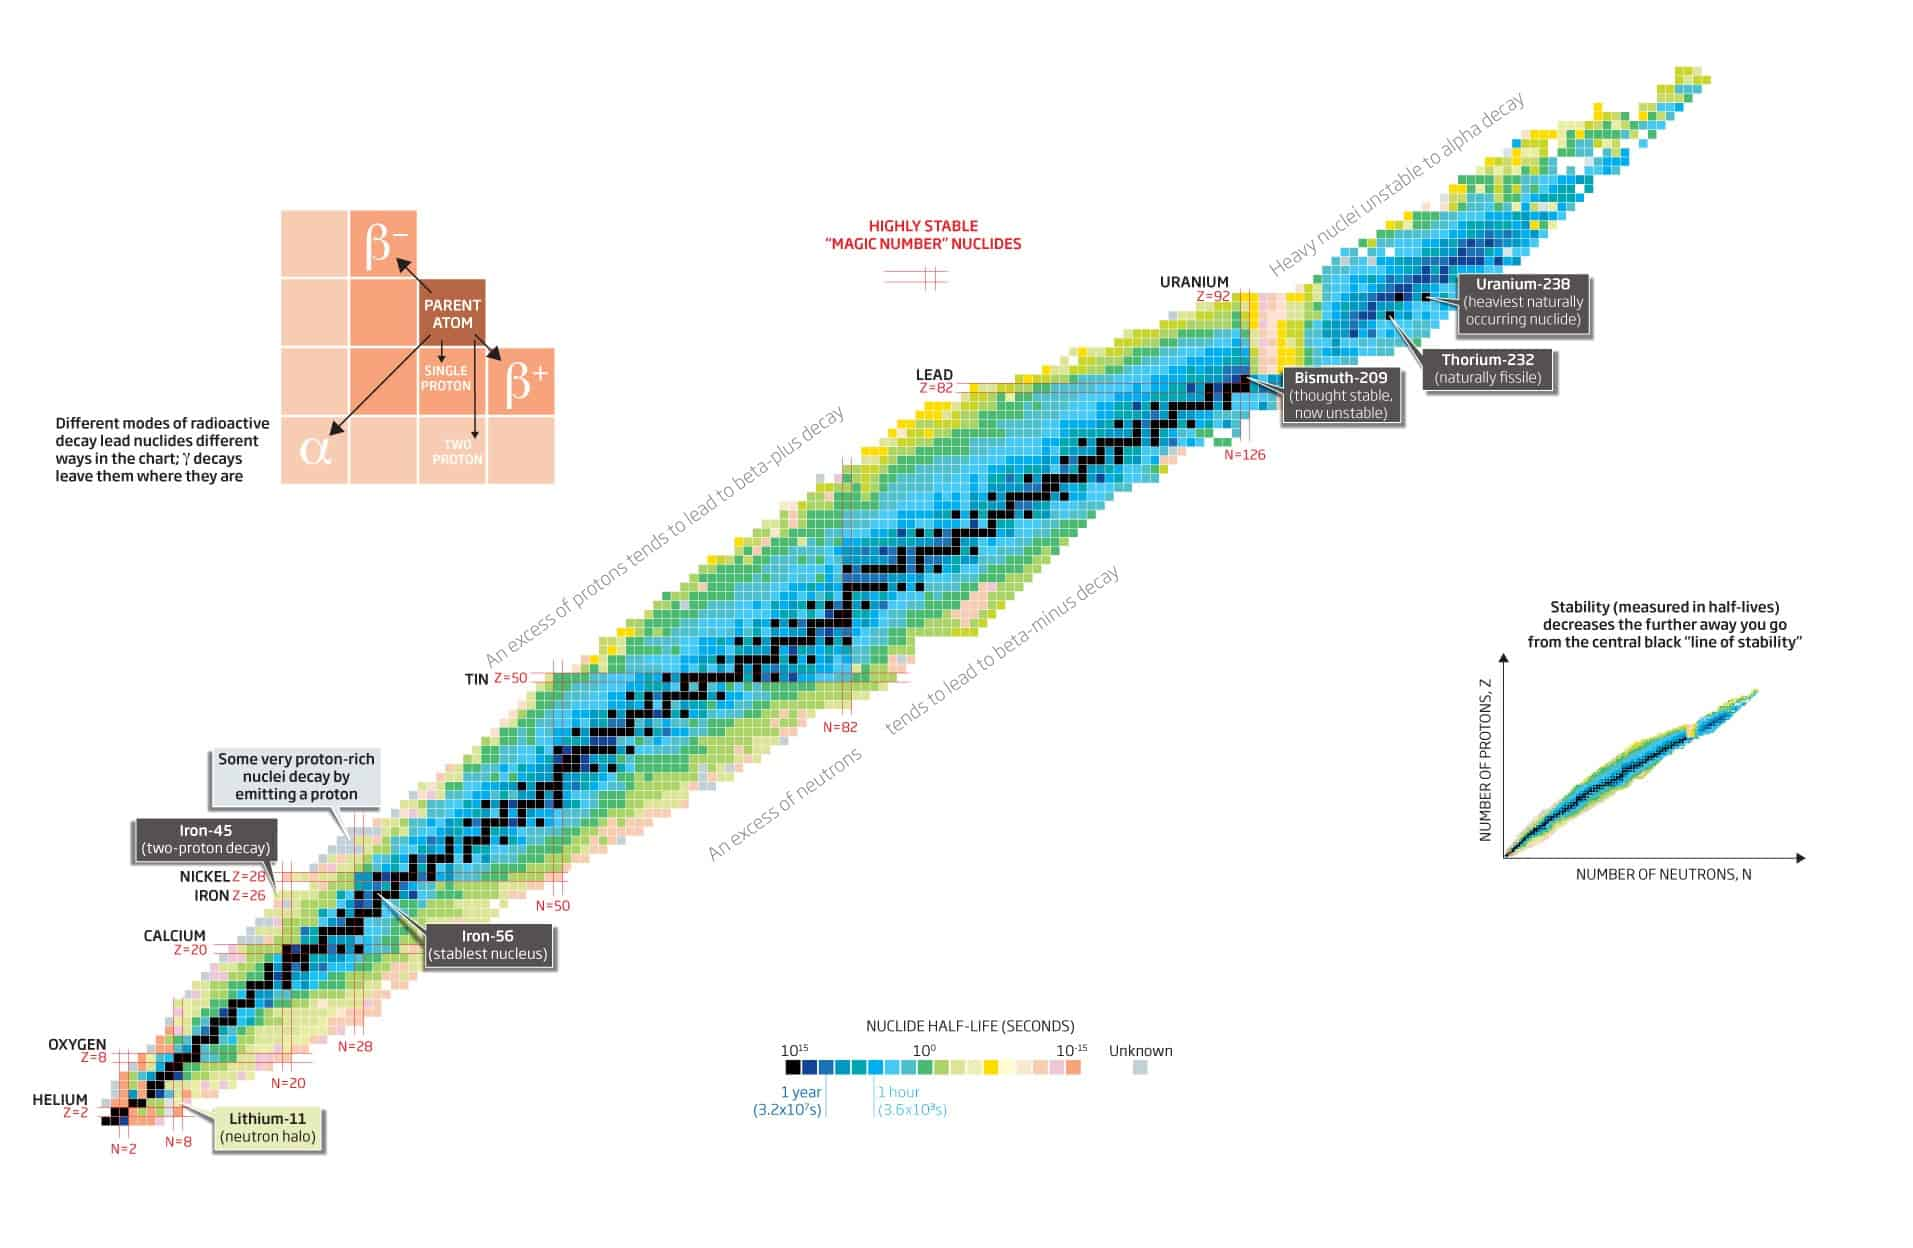 Heavy nuclei unstable to alpha decay
HIGHLY STABLE
"MAGIC NUMBER" NUCLIDES
β⁻
PARENT
ATOM
SINGLE
PROTON
β⁺
α
TWO
PROTON
Different modes of radioactive
decay lead nuclides different
ways in the chart; γ decays
leave them where they are
URANIUM
Z=92
Uranium-238
(heaviest naturally
occurring nuclide)
Thorium-232
(naturally fissile)
LEAD
Z=82
Bismuth-209
(thought stable,
now unstable)
N=126
An excess of protons tends to lead to beta-plus decay
An excess of neutrons tends to lead to beta-minus decay
TIN Z=50
N=82
Stability (measured in half-lives)
decreases the further away you go
from the central black "line of stability"
NUMBER OF PROTONS, Z
NUMBER OF NEUTRONS, N
Some very proton-rich
nuclei decay by
emitting a proton
Iron-45
(two-proton decay)
NICKEL Z=28
IRON Z=26
N=50
CALCIUM
Z=20
Iron-56
(stablest nucleus)
N=28
OXYGEN
Z=8
N=20
HELIUM
Z=2
Lithium-11
(neutron halo)
N=2
N=8
NUCLIDE HALF-LIFE (SECONDS)
10¹⁵ 10⁰ 10⁻¹⁵ Unknown
1 year
(3.2x10⁷s)
1 hour
(3.6x10³s)